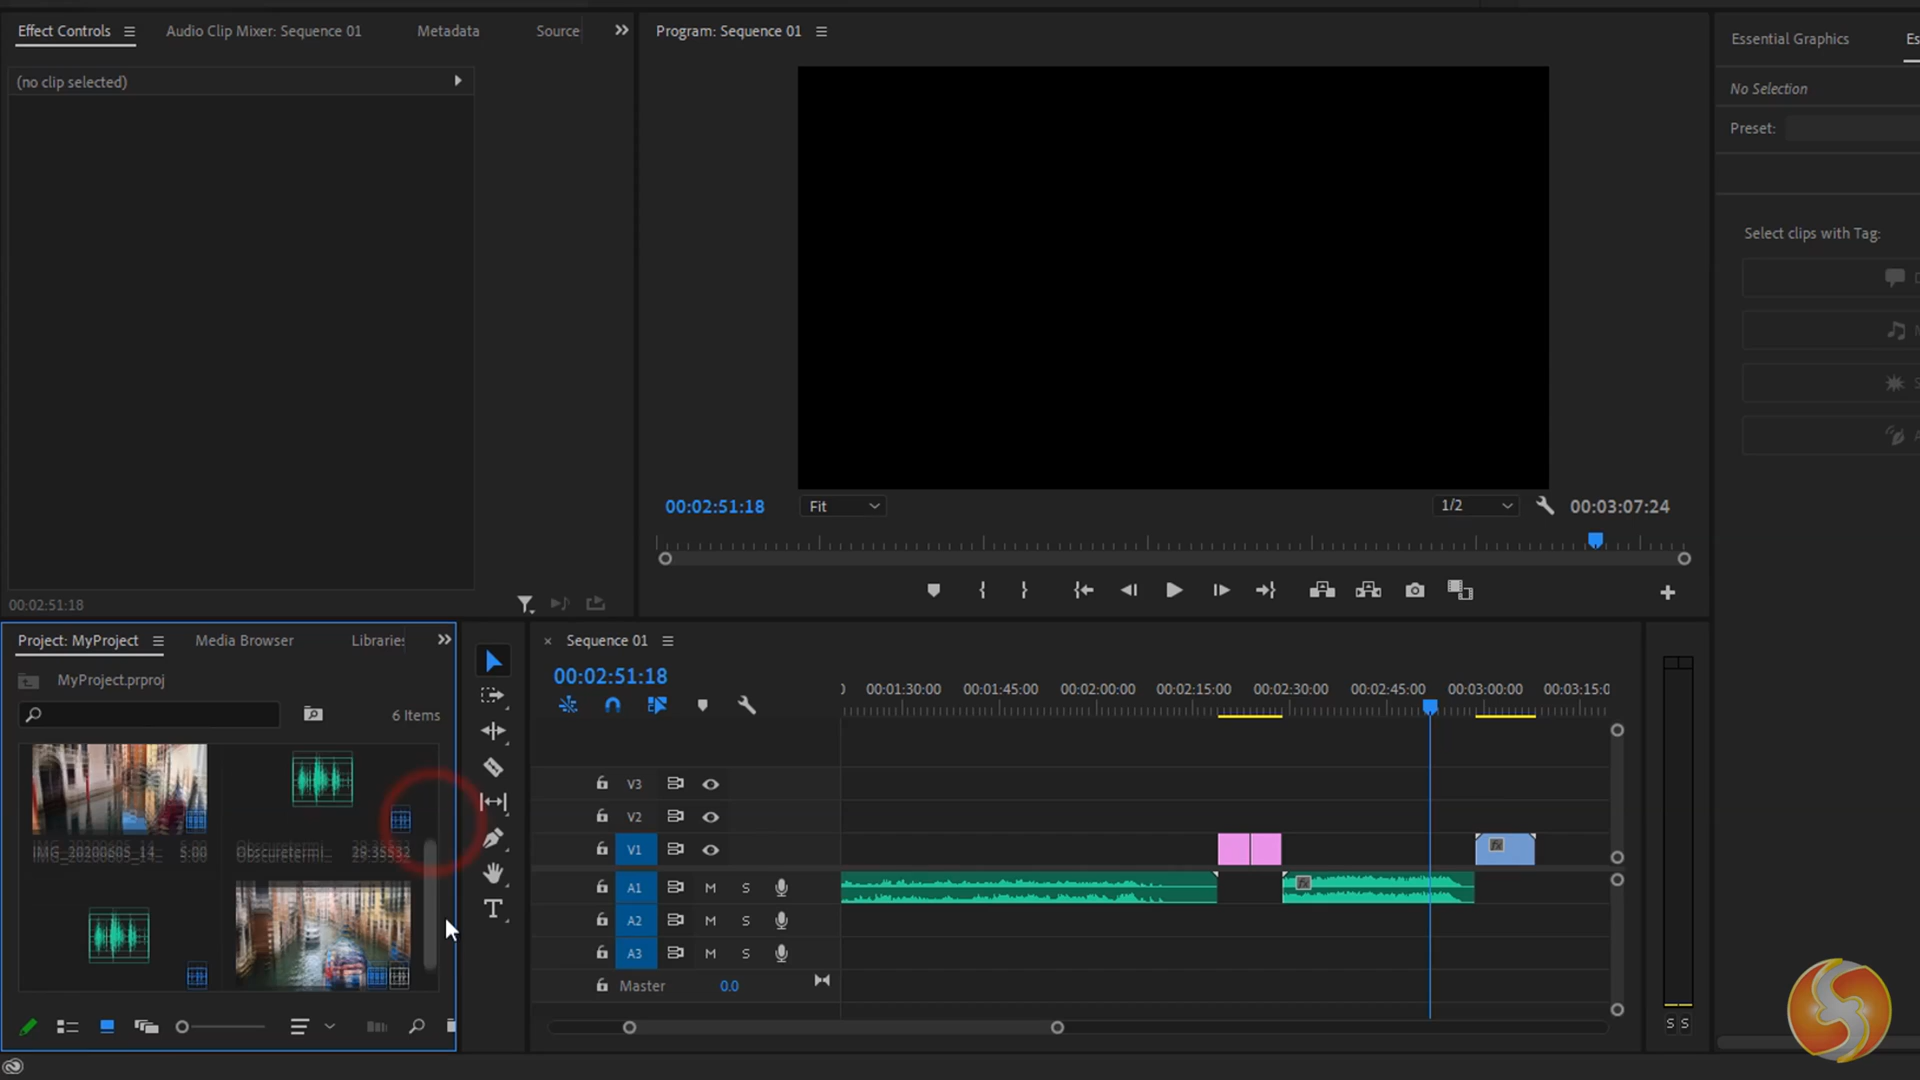 Effect Controls
Audio Clip Mixer: Sequence 01
Metadata
Source
Program: Sequence 01
Essential Graphics
Es
(no clip selected)
No Selection
Preset:
Select clips with Tag:
00:02:51:18
Fit
1/2
00:03:07:24
00:02:51:18
Project: MyProject
Media Browser
Libraries
Sequence 01
MyProject.prproj
00:02:51:18
6 Items
00:01:30:00
00:01:45:00
00:02:00:00
00:02:15:00
00:02:30:00
00:02:45:00
00:03:00:00
00:03:15:0
V3
V2
V1
IMG_20200605_14...
5:00
Obscuretermi...
29:35532
A1
M
S
A2
M
S
A3
M
S
Master
0.0
fx
fx
S S